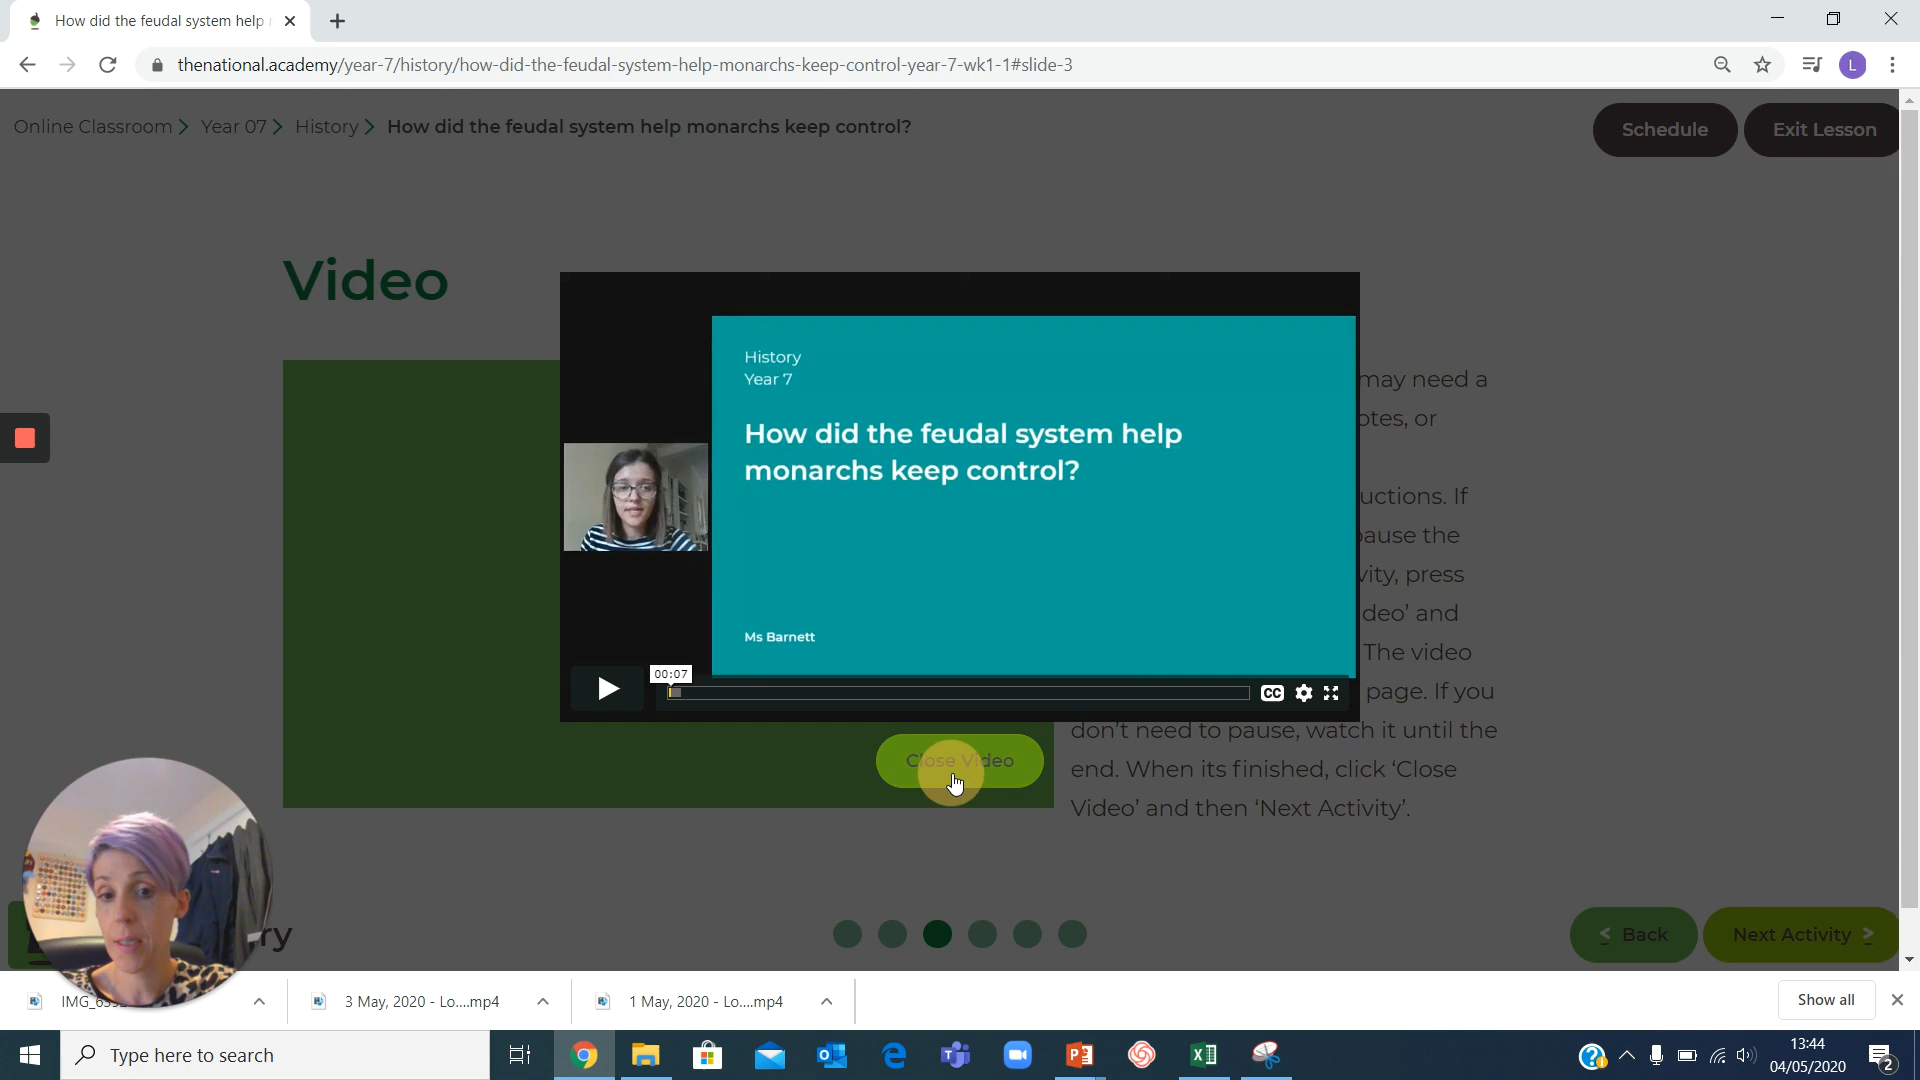 How did the feudal system help
thenational.academy/year-7/history/how-did-the-feudal-system-help-monarchs-keep-control-year-7-wk1-1#slide-3
L
Online Classroom > Year 07 > History > How did the feudal system help monarchs keep control?
Schedule
Exit Lesson
Video
History
Year 7
How did the feudal system help
monarchs keep control?
Ms Barnett
00:07
CC
may need a
otes, or
uctions. If
ause the
vity, press
deo' and
The video
page. If you
don't need to pause, watch it until the
end. When its finished, click 'Close
Video' and then 'Next Activity'.
Close Video
ry
< Back
Next Activity >
3 May, 2020 - Lo....mp4
1 May, 2020 - Lo....mp4
Show all
Type here to search
13:44
04/05/2020
2